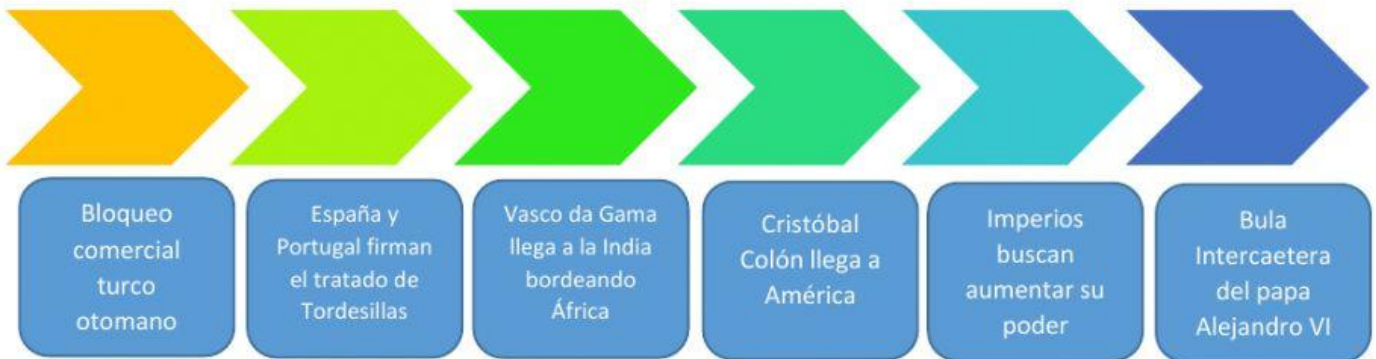 Bloqueo
comercial
turco
otomano
España y
Portugal firman
el tratado de
Tordesillas
Vasco da Gama
llega a la India
bordeando
África
Cristóbal
Colón llega a
América
Imperios
buscan
aumentar su
poder
Bula
Intercaetera
del papa
Alejandro VI